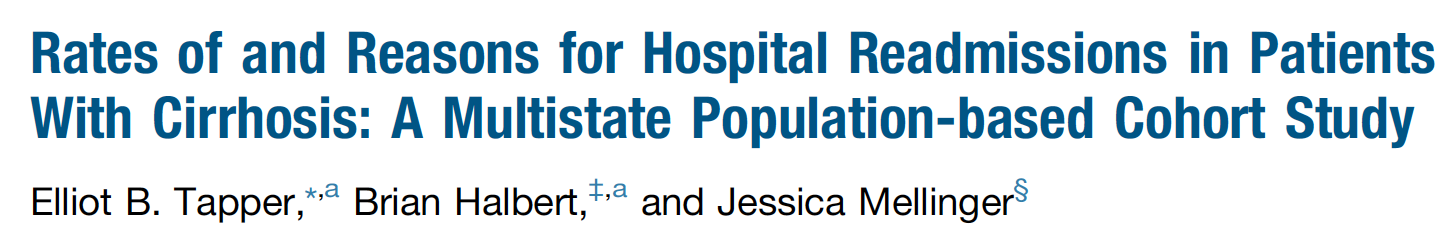 Rates of and Reasons for Hospital Readmissions in Patients
With Cirrhosis: A Multistate Population-based Cohort Study
Elliot B. Tapper,*,a Brian Halbert,‡,a and Jessica Mellinger§